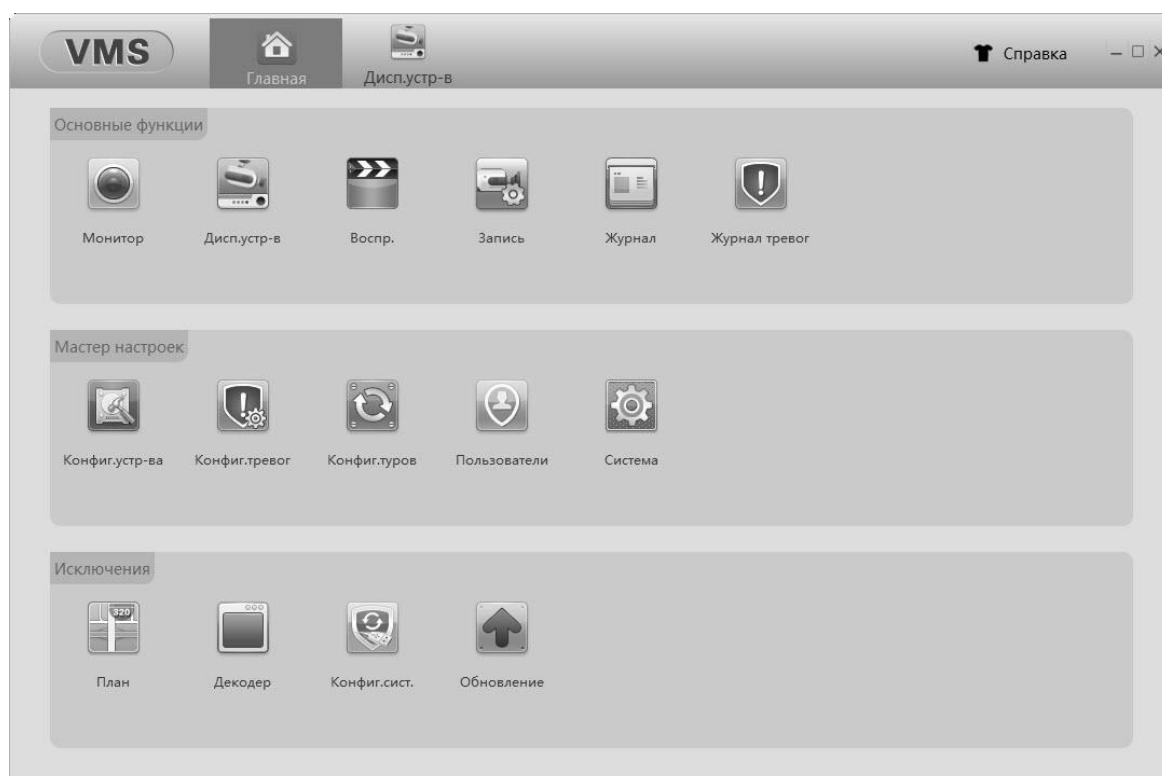 VMS
Главная
Дисп.устр-в
Справка
Основные функции
Монитор
Дисп.устр-в
Воспр.
Запись
Журнал
Журнал тревог
Мастер настроек
Конфиг.устр-ва
Конфиг.тревог
Конфиг.туров
Пользователи
Система
Исключения
320
План
Декодер
Конфиг.сист.
Обновление